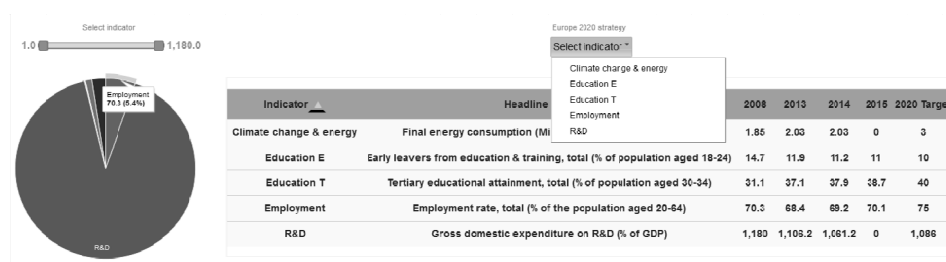 Select indicator
1.0
1,180.0
Employment
70.3 (5.4%)
R&D
Europe 2020 strategy
Select indicator
Climate change & energy
Education E
Education T
Employment
R&D
Indicator Headline 2008 2013 2014 2015 2020 Targe
Climate change & energy Final energy consumption (Mi 1.85 2.03 2.03 0 3
Education E Early leavers from education & training, total (% of population aged 18-24) 14.7 11.9 11.2 11 10
Education T Tertiary educational attainment, total (% of population aged 30-34) 31.1 37.1 37.9 38.7 40
Employment Employment rate, total (% of the population aged 20-64) 70.3 68.4 69.2 70.1 75
R&D Gross domestic expenditure on R&D (% of GDP) 1,180 1,106.2 1,061.2 0 1,086